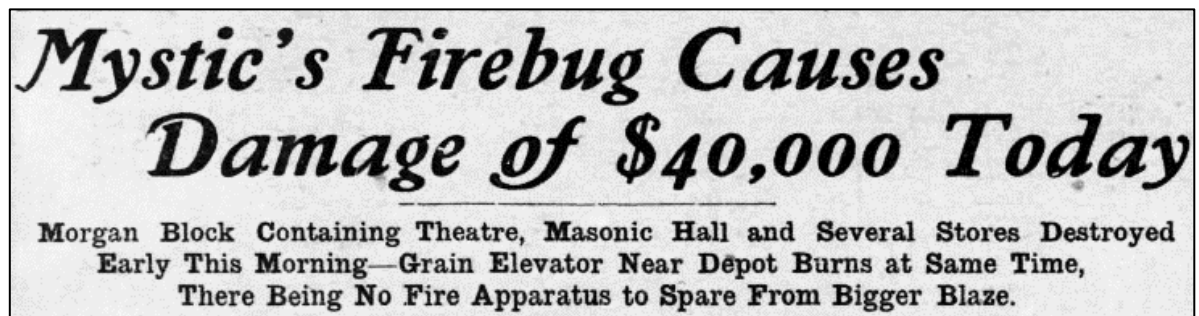 Mystic's Firebug Causes
Damage of $40,000 Today
Morgan Block Containing Theatre, Masonic Hall and Several Stores Destroyed
Early This Morning—Grain Elevator Near Depot Burns at Same Time,
There Being No Fire Apparatus to Spare From Bigger Blaze.